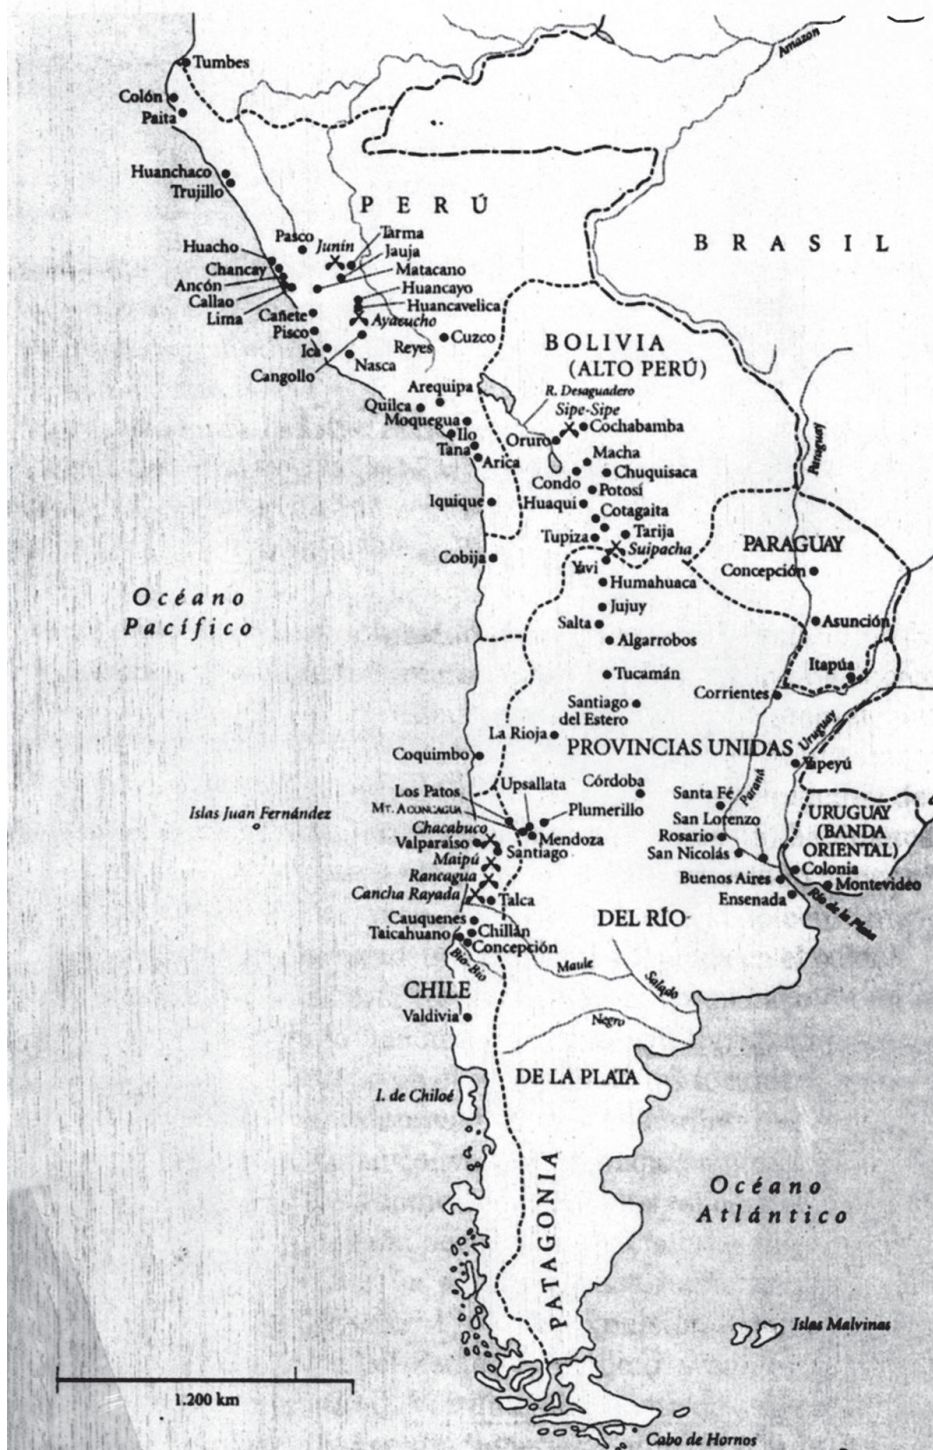 Amazon
Tumbes
Colón
Paita
Huanchaco
Trujillo
PERÚ
BRASIL
Pasco
Junín
Tarma
Jauja
Huacho
Chancay
Matacano
Ancón
Huancayo
Callao
Huancavelica
Lima
Cañete
Ayacucho
Pisco
Reyes
Cuzco
Ica
Nasca
Cangollo
BOLIVIA
(ALTO PERÚ)
Arequipa
R. Desaguadero
Quilca
Sipe-Sipe
Moquegua
Cochabamba
Ilo
Oruro
Tana
Arica
Macha
Paraguay
Condo
Chuquisaca
Potosí
Iquique
Huaqui
Cotagaita
Tupiza
Tarija
Suipacha
PARAGUAY
Cobija
Yavi
Concepción
Humahuaca
Océano
Pacífico
Jujuy
Salta
Asunción
Algarrobos
Itapúa
Tucamán
Corrientes
Santiago
del Estero
La Rioja
Uruguay
PROVINCIAS UNIDAS
Coquimbo
Yapeyú
Upsallata
Córdoba
Los Patos
Santa Fé
Paraná
Islas Juan Fernández
Mt. Aconcagua
Plumerillo
San Lorenzo
URUGUAY
(BANDA
ORIENTAL)
Chacabuco
Valparaíso
Mendoza
Rosario
Maipú
Santiago
San Nicolás
Rancagua
Colonia
Buenos Aires
Montevideo
Cancha Rayada
Talca
Ensenada
Río de la Plata
Cauquenes
DEL RÍO
Taicahuano
Chillán
Concepción
Bio-Bio
Maule
Salado
CHILE
Valdivia
Negro
DE LA PLATA
I. de Chiloé
PATAGONIA
Océano
Atlántico
Islas Malvinas
1.200 km
Cabo de Hornos